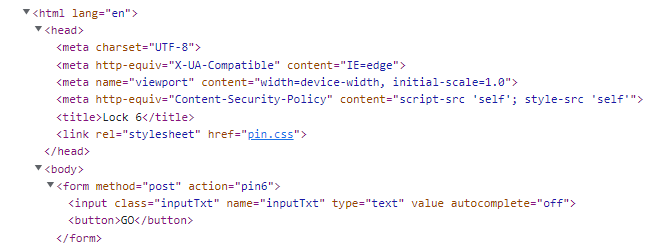 <html lang="en">
<head>
<meta charset="UTF-8">
<meta http-equiv="X-UA-Compatible" content="IE=edge">
<meta name="viewport" content="width=device-width, initial-scale=1.0">
<meta http-equiv="Content-Security-Policy" content="script-src 'self'; style-src 'self'">
<title>Lock 6</title>
<link rel="stylesheet" href="pin.css">
</head>
<body>
<form method="post" action="pin6">
<input class="inputTxt" name="inputTxt" type="text" value autocomplete="off">
<button>GO</button>
</form>